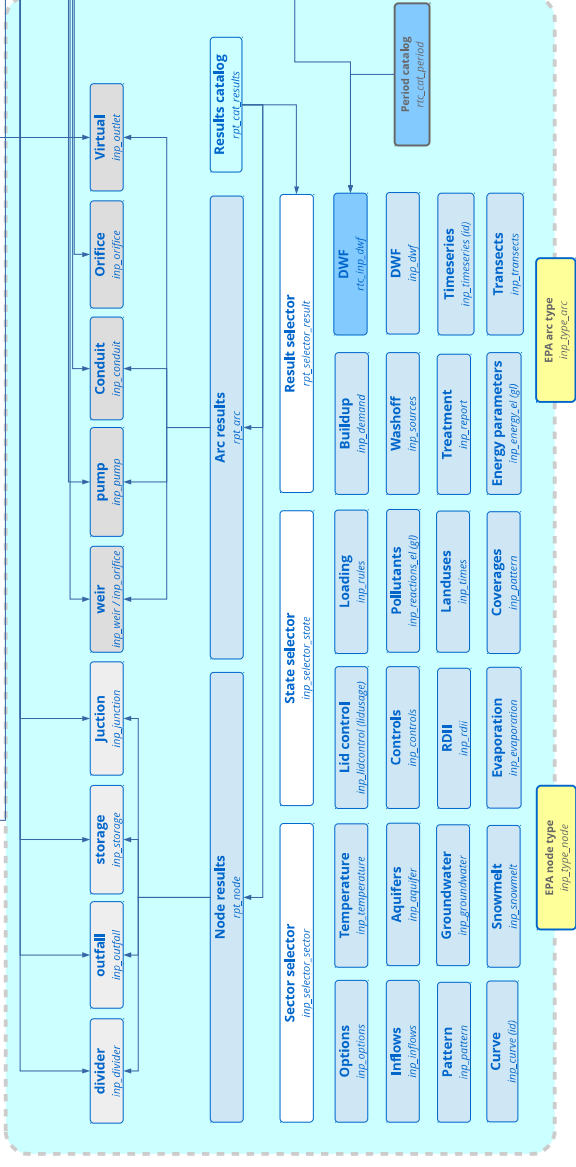 divider
inp_divider
outfall
inp_outfall
storage
inp_storage
Juction
inp_junction
weir
inp_weir / inp_orifice
pump
inp_pump
Conduit
inp_conduit
Orifice
inp_orifice
Virtual
inp_outlet
Node results
rpt_node
Arc results
rpt_arc
Results catalog
rpt_cat_results
Sector selector
inp_selector_sector
State selector
inp_selector_state
Result selector
rpt_selector_result
Options
inp_options
Temperature
inp_temperature
Lid control
inp_lidcontrol (lidusage)
Loading
inp_rules
Buildup
inp_demand
DWF
rtc_inp_dwf
Period catalog
rtc_cat_period
Inflows
inp_inflows
Aquifers
inp_aquifer
Controls
inp_controls
Pollutants
inp_reactions_el (gl)
Washoff
inp_sources
DWF
inp_dwf
Pattern
inp_pattern
Groundwater
inp_groundwater
RDII
inp_rdii
Landuses
inp_times
Treatment
inp_report
Timeseries
inp_timeseries (id)
Curve
inp_curve (id)
Snowmelt
inp_snowmelt
Evaporation
inp_evaporation
Coverages
inp_pattern
Energy parameters
inp_energy_el (gl)
Transects
inp_transects
EPA node type
inp_type_node
EPA arc type
inp_type_arc